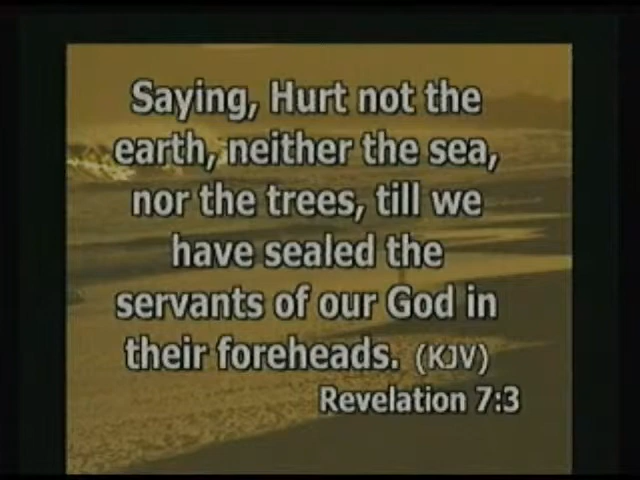 Saying, Hurt not the
earth, neither the sea,
nor the trees, till we
have sealed the
servants of our God in
their foreheads. (KJV)
Revelation 7:3